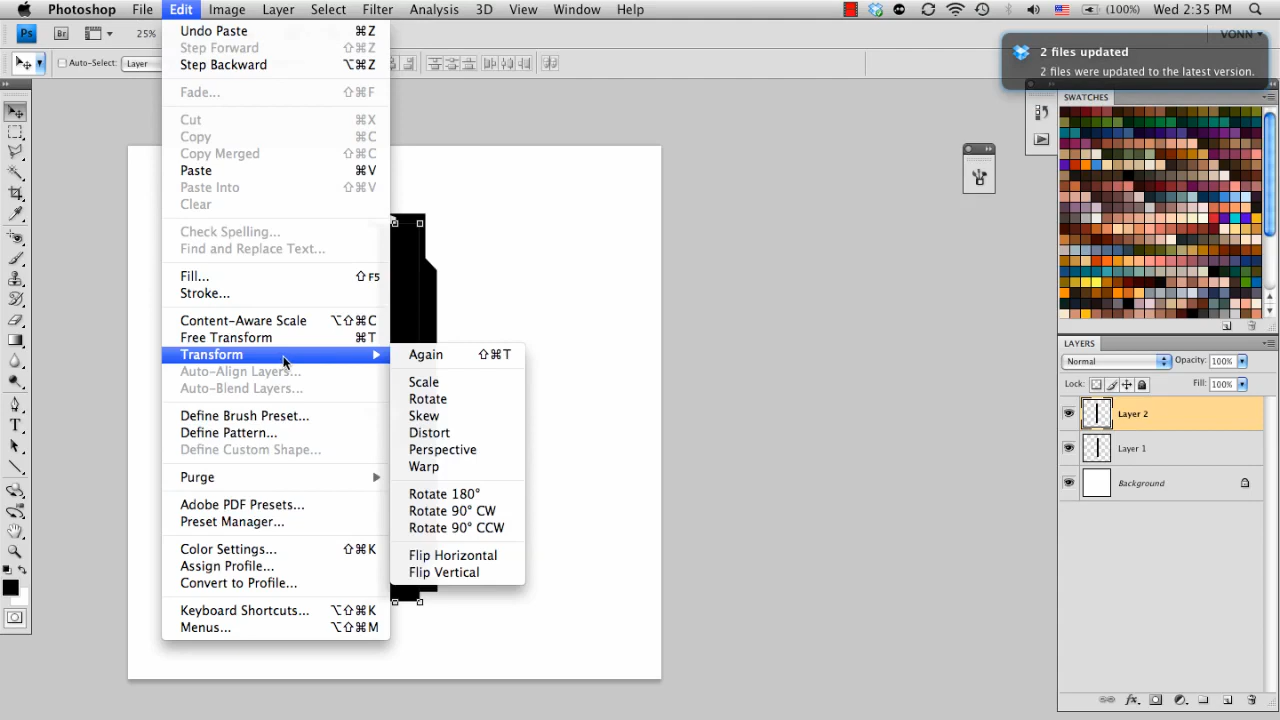 Photoshop File Edit Image Layer Select Filter Analysis 3D View Window Help (100%) Wed 2:35 PM
Ps Br 25% VONN
Auto-Select: Layer
2 files updated
2 files were updated to the latest version.
Undo Paste ⌘Z
Step Forward ⇧⌘Z
Step Backward ⌥⌘Z
Fade... ⇧⌘F
Cut ⌘X
Copy ⌘C
Copy Merged ⇧⌘C
Paste ⌘V
Paste Into ⇧⌘V
Clear
Check Spelling...
Find and Replace Text...
Fill... ⇧F5
Stroke...
Content-Aware Scale ⌥⇧⌘C
Free Transform ⌘T
Transform
Auto-Align Layers...
Auto-Blend Layers...
Define Brush Preset...
Define Pattern...
Define Custom Shape...
Purge
Adobe PDF Presets...
Preset Manager...
Color Settings... ⇧⌘K
Assign Profile...
Convert to Profile...
Keyboard Shortcuts... ⌥⇧⌘K
Menus... ⌥⇧⌘M
Again ⇧⌘T
Scale
Rotate
Skew
Distort
Perspective
Warp
Rotate 180°
Rotate 90° CW
Rotate 90° CCW
Flip Horizontal
Flip Vertical
SWATCHES
LAYERS
Normal Opacity: 100%
Lock: Fill: 100%
Layer 2
Layer 1
Background